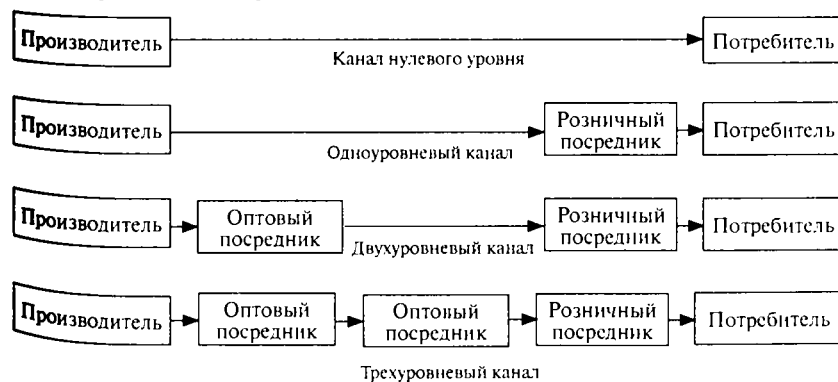 Производитель
Канал нулевого уровня
Потребитель
Производитель
Одноуровневый канал
Розничный
посредник
Потребитель
Производитель
Оптовый
посредник
Двухуровневый канал
Розничный
посредник
Потребитель
Производитель
Оптовый
посредник
Оптовый
посредник
Розничный
посредник
Потребитель
Трехуровневый канал